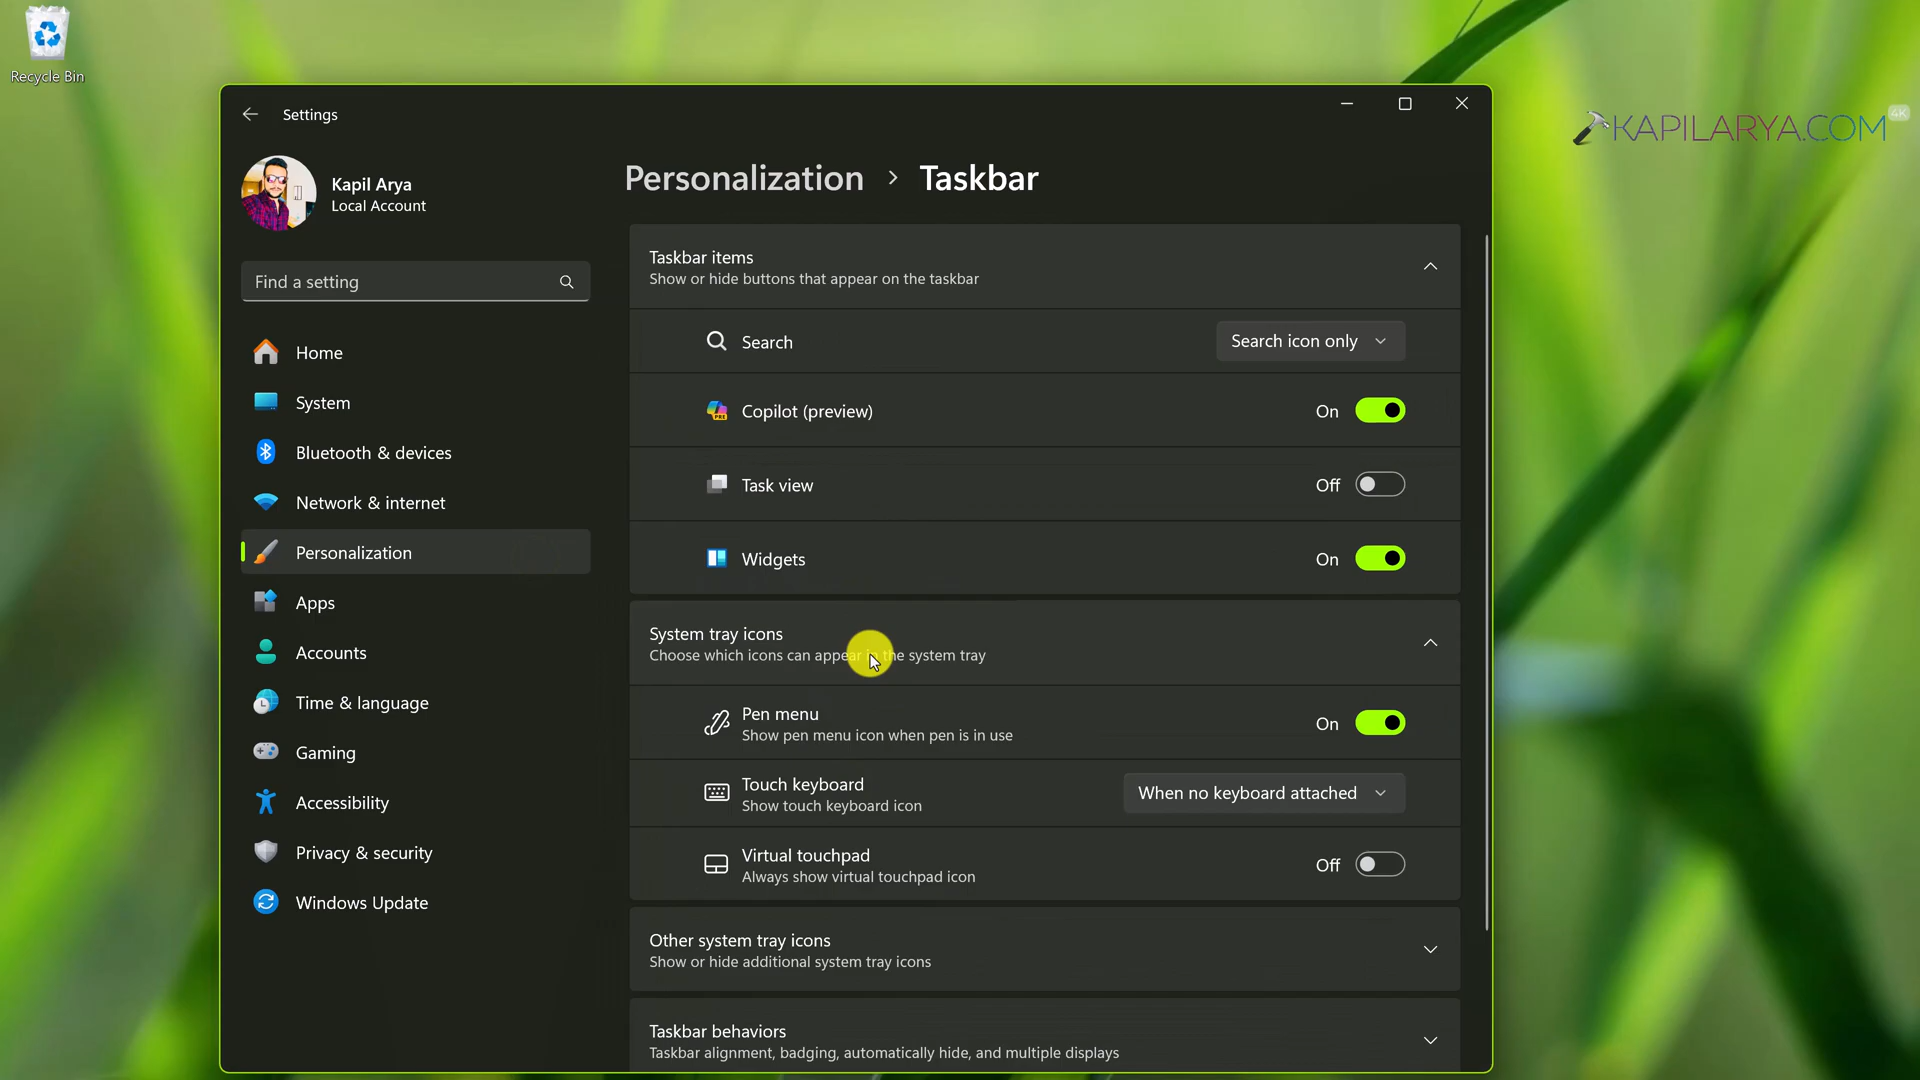 Recycle Bin
Settings
KAPILARYA.COM
4K
Kapil Arya
Local Account
Find a setting
Home
System
Bluetooth & devices
Network & internet
Personalization
Apps
Accounts
Time & language
Gaming
Accessibility
Privacy & security
Windows Update
Personalization > Taskbar
Taskbar items
Show or hide buttons that appear on the taskbar
Search
Search icon only
Copilot (preview)
On
Task view
Off
Widgets
On
System tray icons
Choose which icons can appear in the system tray
Pen menu
Show pen menu icon when pen is in use
On
Touch keyboard
Show touch keyboard icon
When no keyboard attached
Virtual touchpad
Always show virtual touchpad icon
Off
Other system tray icons
Show or hide additional system tray icons
Taskbar behaviors
Taskbar alignment, badging, automatically hide, and multiple displays